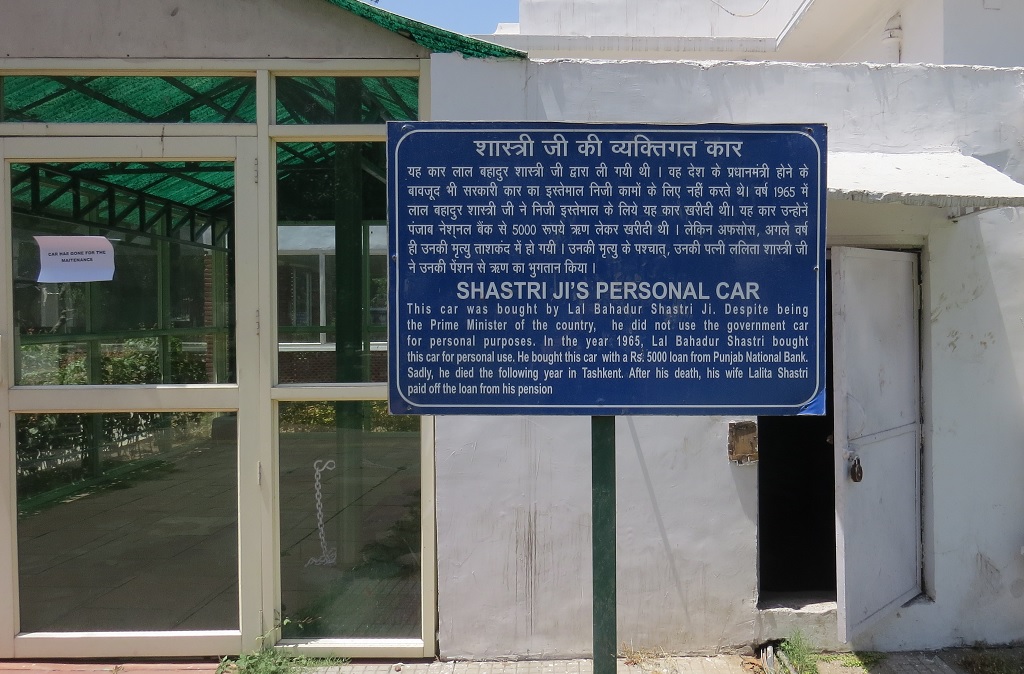 CAR HAS GONE FOR THE
MAITENANCE
शास्त्री जी की व्यक्तिगत कार
यह कार लाल बहादुर शास्त्री जी द्वारा ली गयी थी । वह देश के प्रधानमंत्री होने के
बावजूद भी सरकारी कार का इस्तेमाल निजी कामों के लिए नहीं करते थे। वर्ष 1965 में
लाल बहादुर शास्त्री जी ने निजी इस्तेमाल के लिये यह कार खरीदी थी। यह कार उन्होनें
पंजाब नेश्नल बैंक से 5000 रूपये ऋण लेकर खरीदी थी । लेकिन अफसोस, अगले वर्ष
ही उनकी मृत्यु ताशकंद में हो गयी । उनकी मृत्यु के पश्चात्, उनकी पत्नी ललिता शास्त्री जी
ने उनकी पेंशन से ऋण का भुगतान किया ।
SHASTRI JI'S PERSONAL CAR
This car was bought by Lal Bahadur Shastri Ji. Despite being
the Prime Minister of the country, he did not use the government car
for personal purposes. In the year 1965, Lal Bahadur Shastri bought
this car for personal use. He bought this car with a Rs. 5000 loan from Punjab National Bank.
Sadly, he died the following year in Tashkent. After his death, his wife Lalita Shastri
paid off the loan from his pension